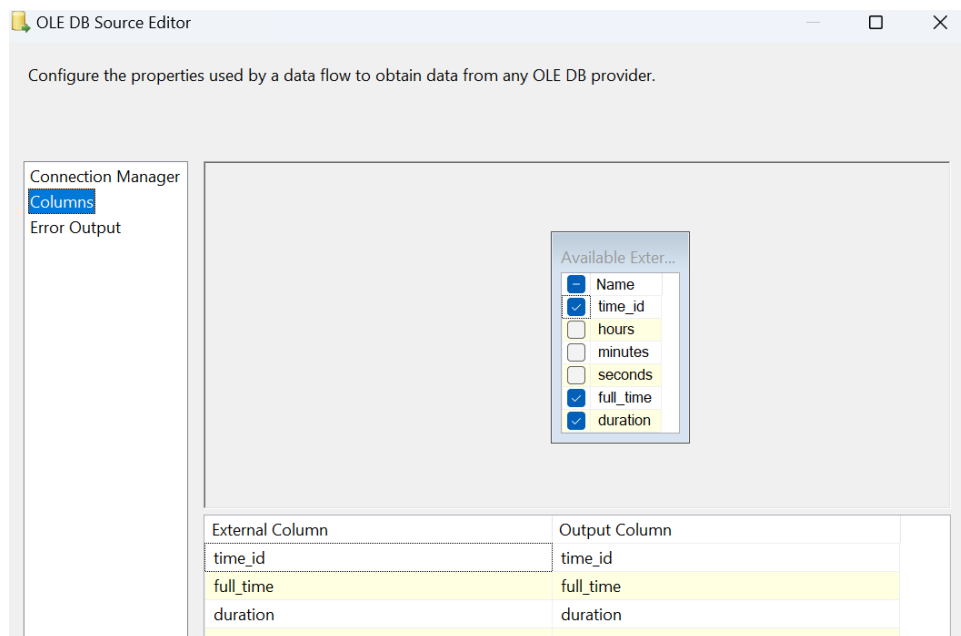 OLE DB Source Editor
Configure the properties used by a data flow to obtain data from any OLE DB provider.
Connection Manager
Columns
Error Output
Available Exter...
Name
time_id
hours
minutes
seconds
full_time
duration
External Column Output Column
time_id time_id
full_time full_time
duration duration